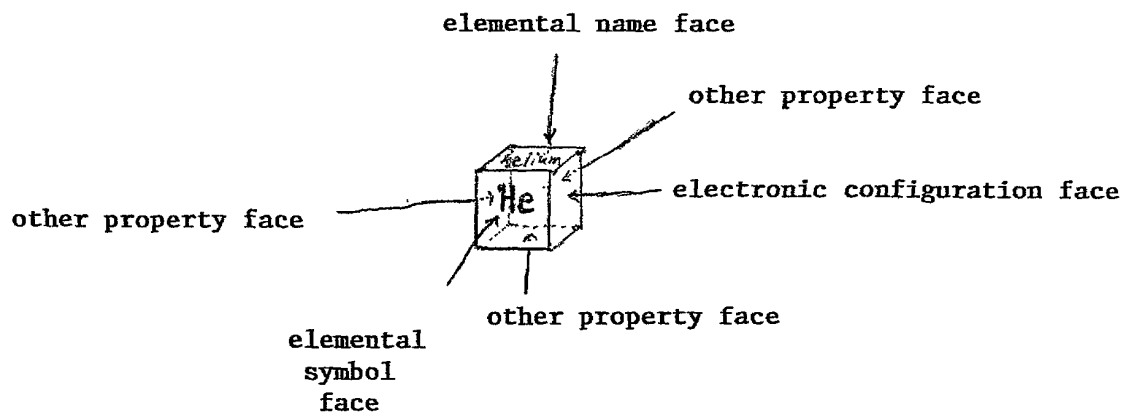 elemental name face
other property face
Helium
He
electronic configuration face
other property face
other property face
elemental
symbol
face